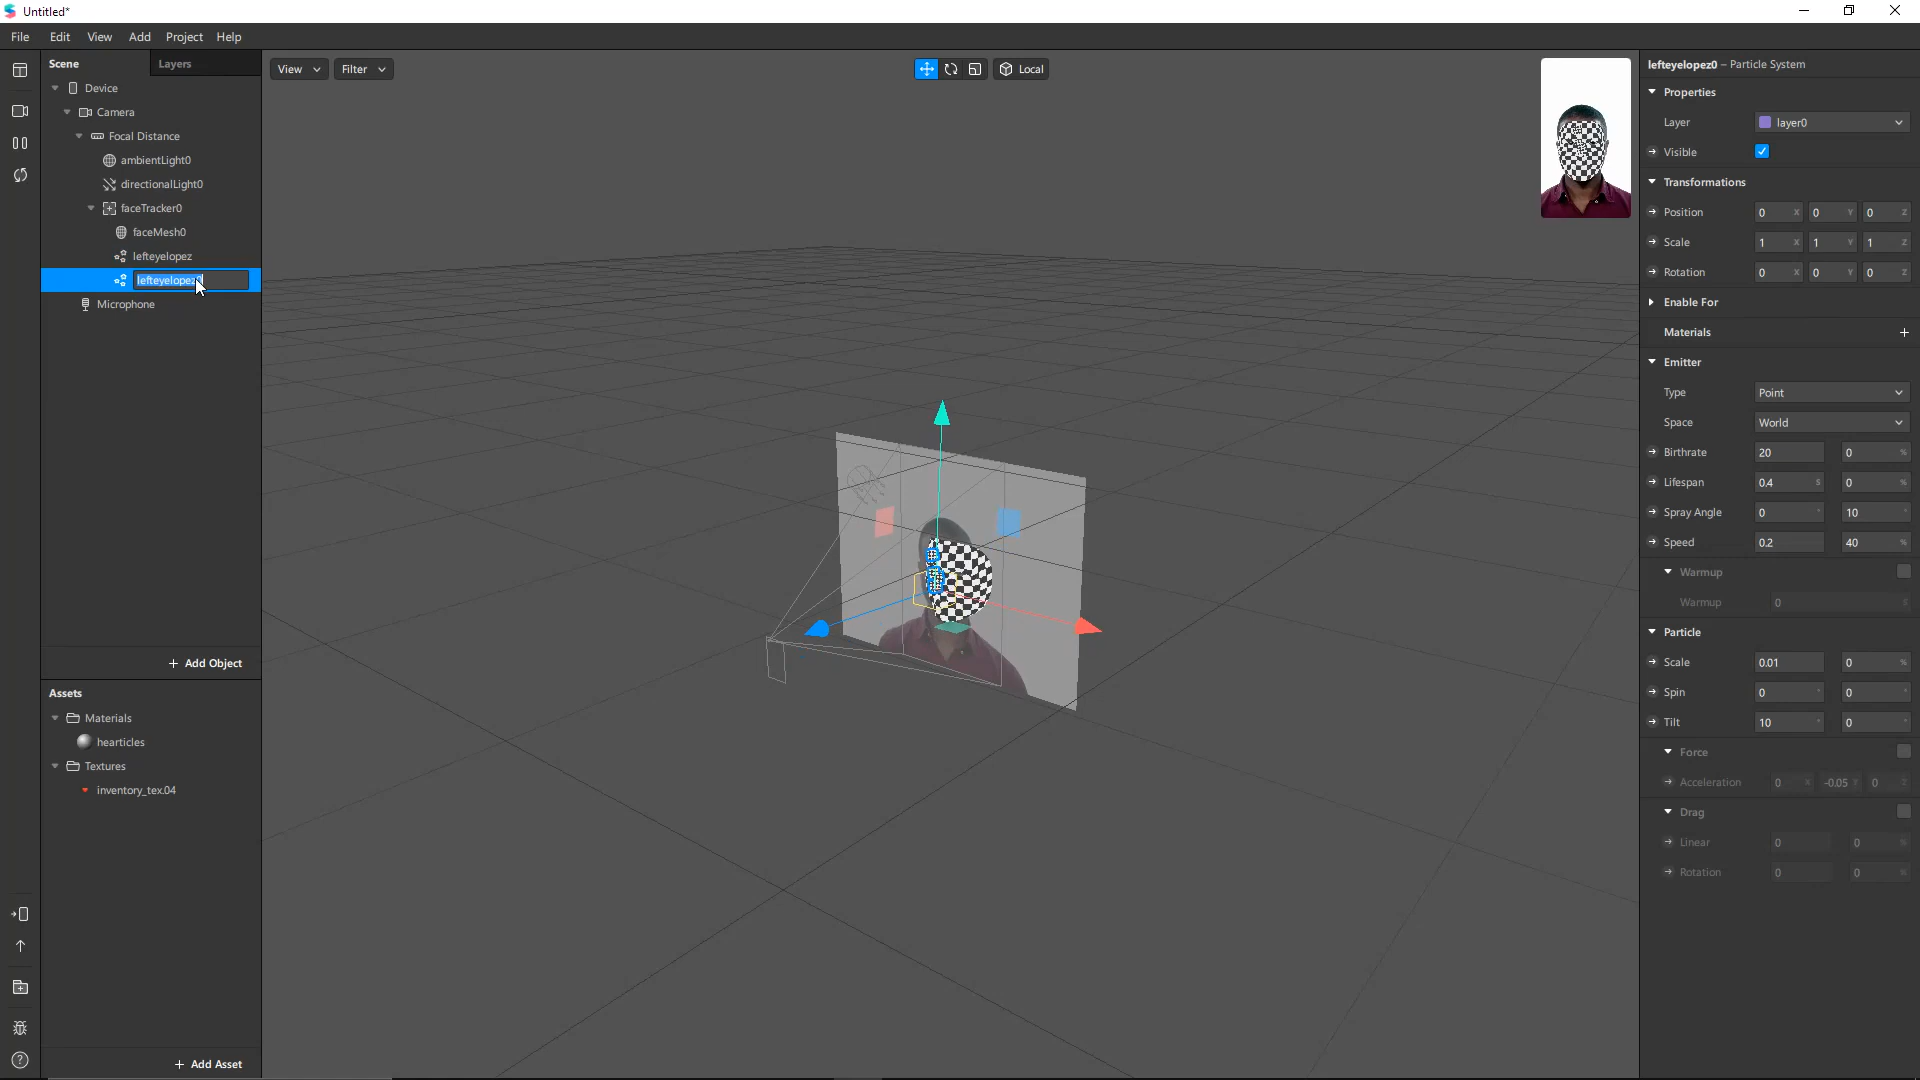 Untitled*
File Edit View Add Project Help
Scene Layers
Device
Camera
Focal Distance
ambientLight0
directionalLight0
faceTracker0
faceMesh0
lefteyelopez
lefteyelopez0
Microphone
+ Add Object
Assets
Materials
hearticles
Textures
inventory_tex.04
+ Add Asset
View Filter
Local
lefteyelopez0 – Particle System
Properties
Layer layer0
Visible
Transformations
Position 0 X 0 Y 0 Z
Scale 1 X 1 Y 1 Z
Rotation 0 X 0 Y 0 Z
Enable For
Materials +
Emitter
Type Point
Space World
Birthrate 20 0 %
Lifespan 0.4 s 0 %
Spray Angle 0 ° 10 °
Speed 0.2 40 %
Warmup
Warmup 0 s
Particle
Scale 0.01 0 %
Spin 0 ° 0 °
Tilt 10 ° 0 °
Force
Acceleration 0 X -0.05 Y 0 Z
Drag
Linear 0 0 %
Rotation 0 0 %